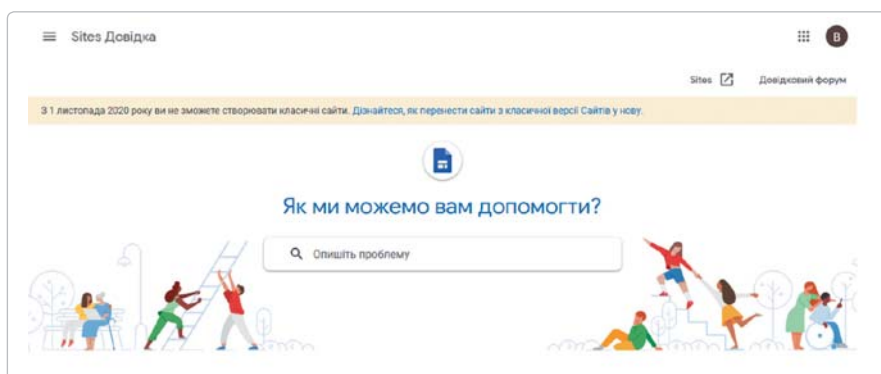 Sites Довідка
B
Sites
Довідковий форум
З 1 листопада 2020 року ви не зможете створювати класичні сайти. Дізнайтеся, як перенести сайти з класичної версії Сайтів у нову.
Як ми можемо вам допомогти?
Опишіть проблему